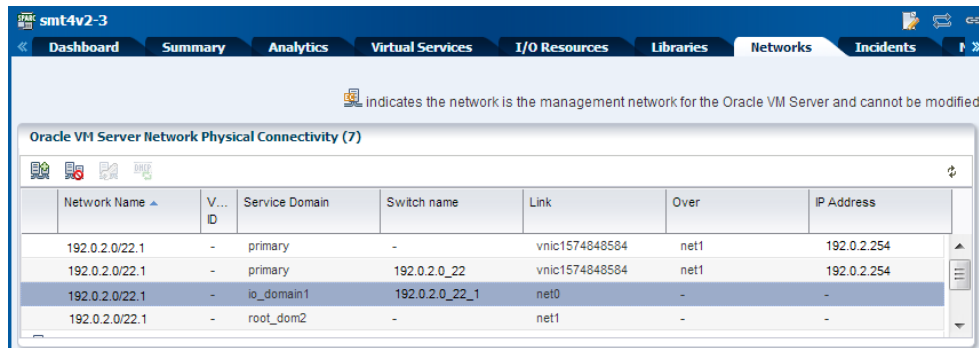 SPARC smt4v2-3
Dashboard Summary Analytics Virtual Services I/O Resources Libraries Networks Incidents
indicates the network is the management network for the Oracle VM Server and cannot be modified
Oracle VM Server Network Physical Connectivity (7)
DHCP
Network Name V... ID Service Domain Switch name Link Over IP Address
192.0.2.0/22.1 - primary - vnic1574848584 net1 192.0.2.254
192.0.2.0/22.1 - primary 192.0.2.0_22 vnic1574848584 net1 192.0.2.254
192.0.2.0/22.1 - io_domain1 192.0.2.0_22_1 net0 - -
192.0.2.0/22.1 - root_dom2 - net1 - -